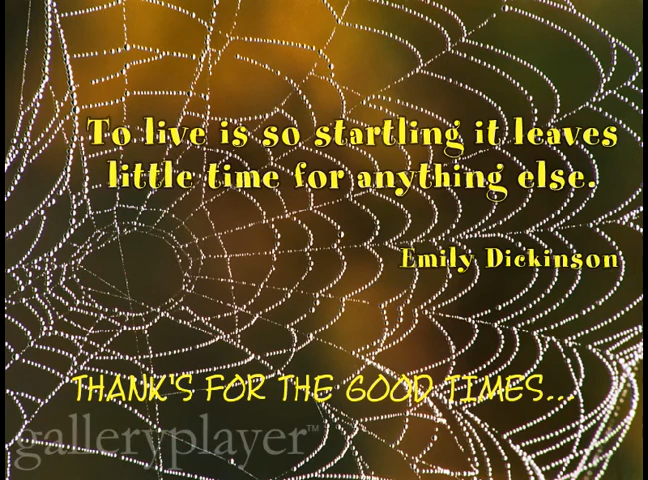 To live is so startling it leaves
little time for anything else.
Emily Dickinson
THANK'S FOR THE GOOD TIMES...
galleryplayer™